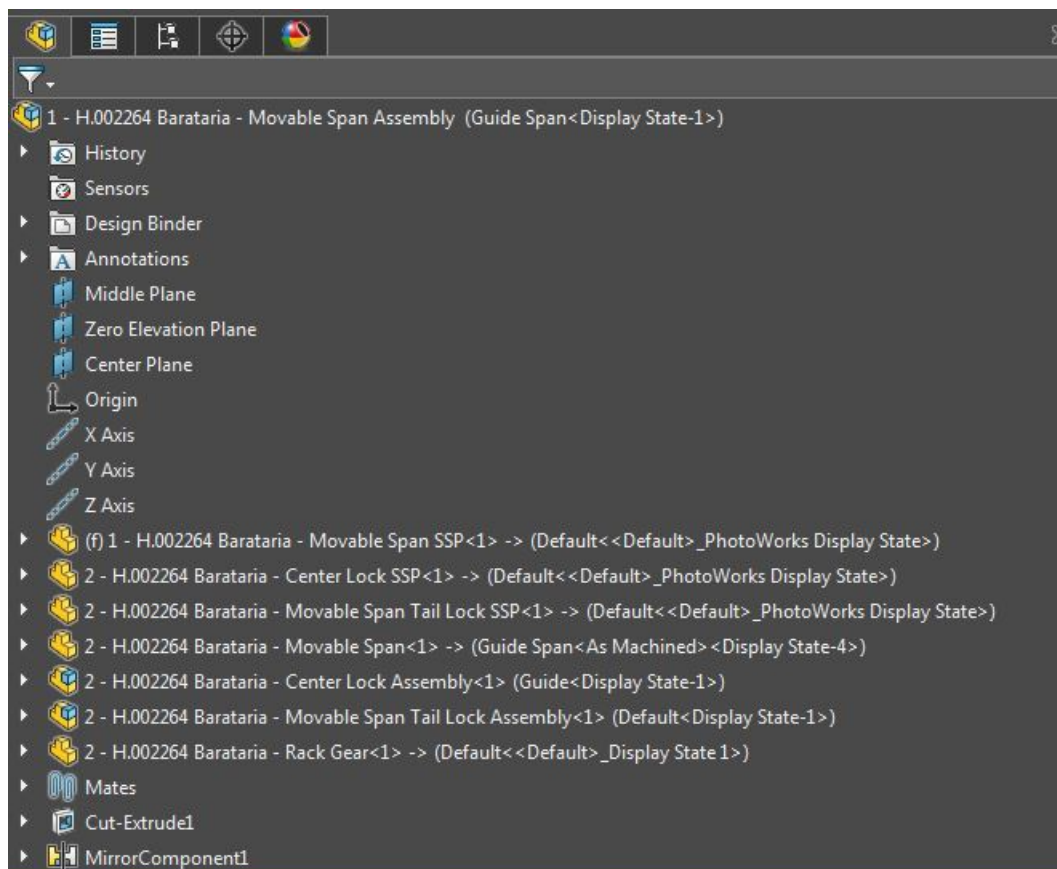 1 - H.002264 Barataria - Movable Span Assembly (Guide Span<Display State-1>)
History
Sensors
Design Binder
Annotations
Middle Plane
Zero Elevation Plane
Center Plane
Origin
X Axis
Y Axis
Z Axis
(f) 1 - H.002264 Barataria - Movable Span SSP<1> -> (Default<<Default>_PhotoWorks Display State>)
2 - H.002264 Barataria - Center Lock SSP<1> -> (Default<<Default>_PhotoWorks Display State>)
2 - H.002264 Barataria - Movable Span Tail Lock SSP<1> -> (Default<<Default>_PhotoWorks Display State>)
2 - H.002264 Barataria - Movable Span<1> -> (Guide Span<As Machined><Display State-4>)
2 - H.002264 Barataria - Center Lock Assembly<1> (Guide<Display State-1>)
2 - H.002264 Barataria - Movable Span Tail Lock Assembly<1> (Default<Display State-1>)
2 - H.002264 Barataria - Rack Gear<1> -> (Default<<Default>_Display State 1>)
Mates
Cut-Extrude1
MirrorComponent1